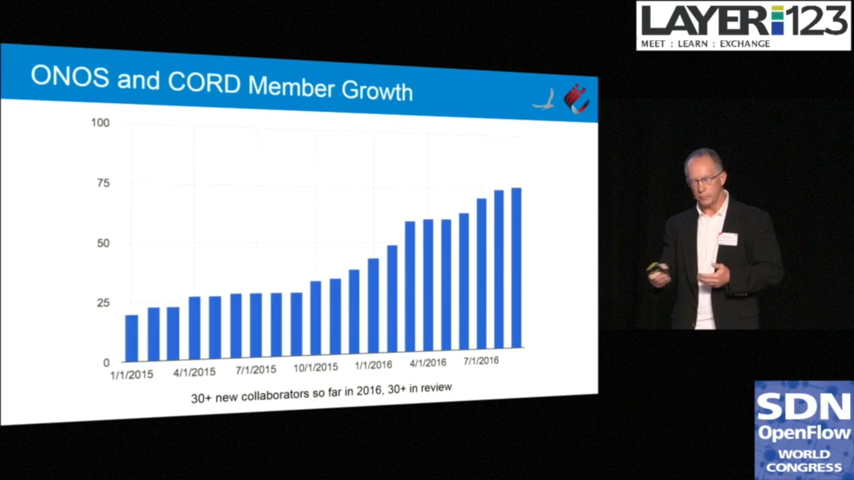 LAYER 123
MEET : LEARN : EXCHANGE
ONOS and CORD Member Growth
100
75
50
25
0
1/1/2015 4/1/2015 7/1/2015 10/1/2015 1/1/2016 4/1/2016 7/1/2016
30+ new collaborators so far in 2016, 30+ in review
SDN
OpenFlow
WORLD
CONGRESS